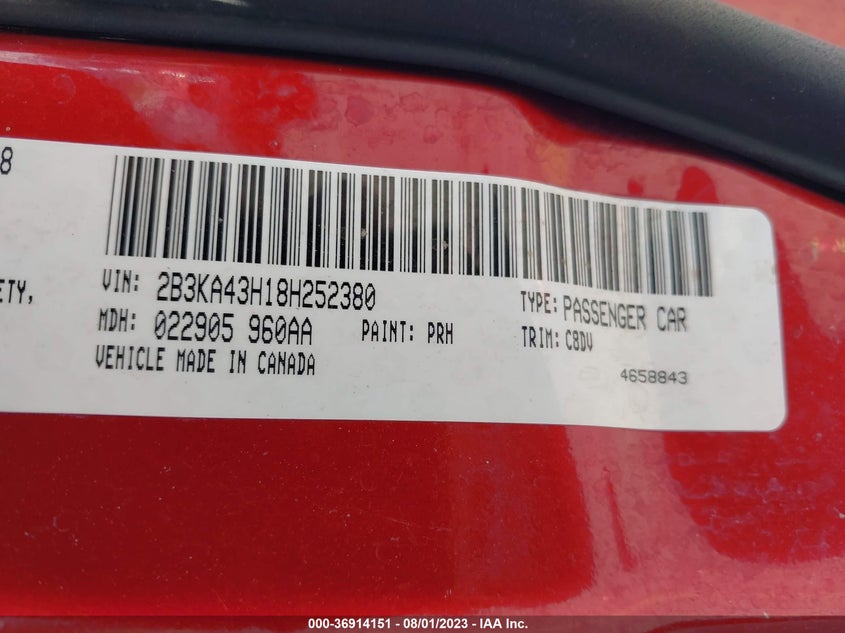 8
ETY,
VIN: 2B3KA43H18H252380
MDH: 022905 960AA PAINT: PRH
VEHICLE MADE IN CANADA
TYPE: PASSENGER CAR
TRIM: C8DV
4658843
000-36914151 - 08/01/2023 - IAA Inc.